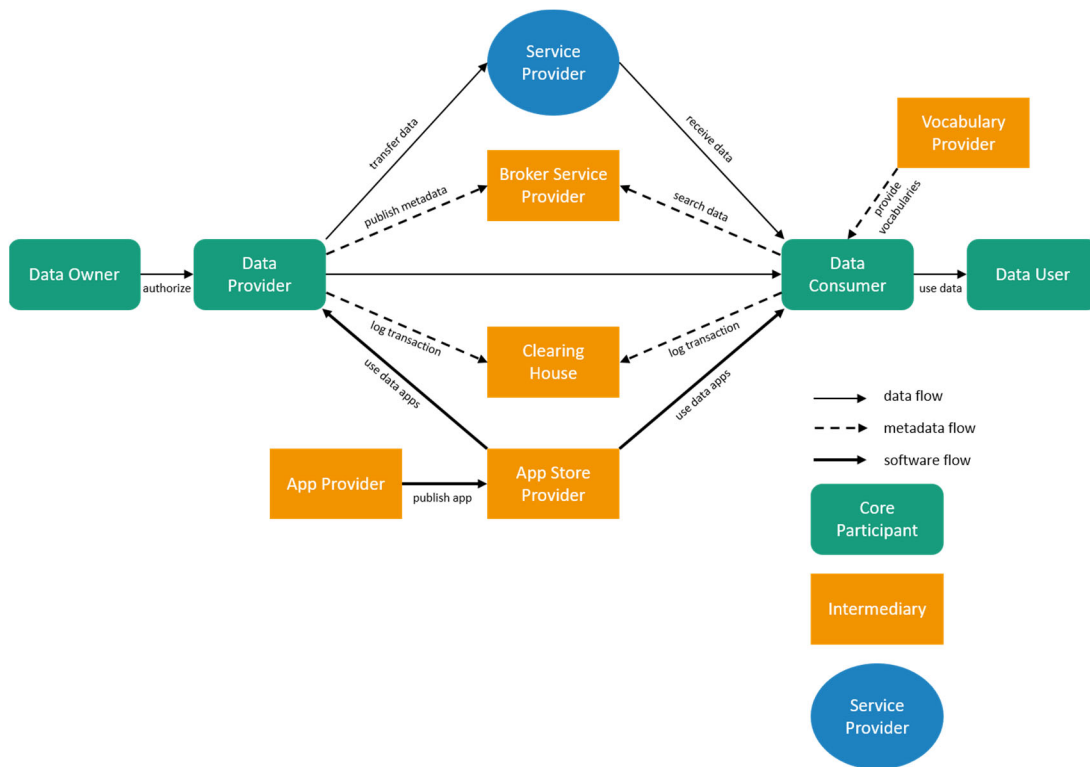 Service
Provider
transfer data
receive data
Vocabulary
Provider
Broker Service
Provider
publish metadata
search data
provide
vocabularies
Data Owner
authorize
Data
Provider
Data
Consumer
use data
Data User
log transaction
log transaction
Clearing
House
use data apps
use data apps
data flow
metadata flow
software flow
App Provider
publish app
App Store
Provider
Core
Participant
Intermediary
Service
Provider